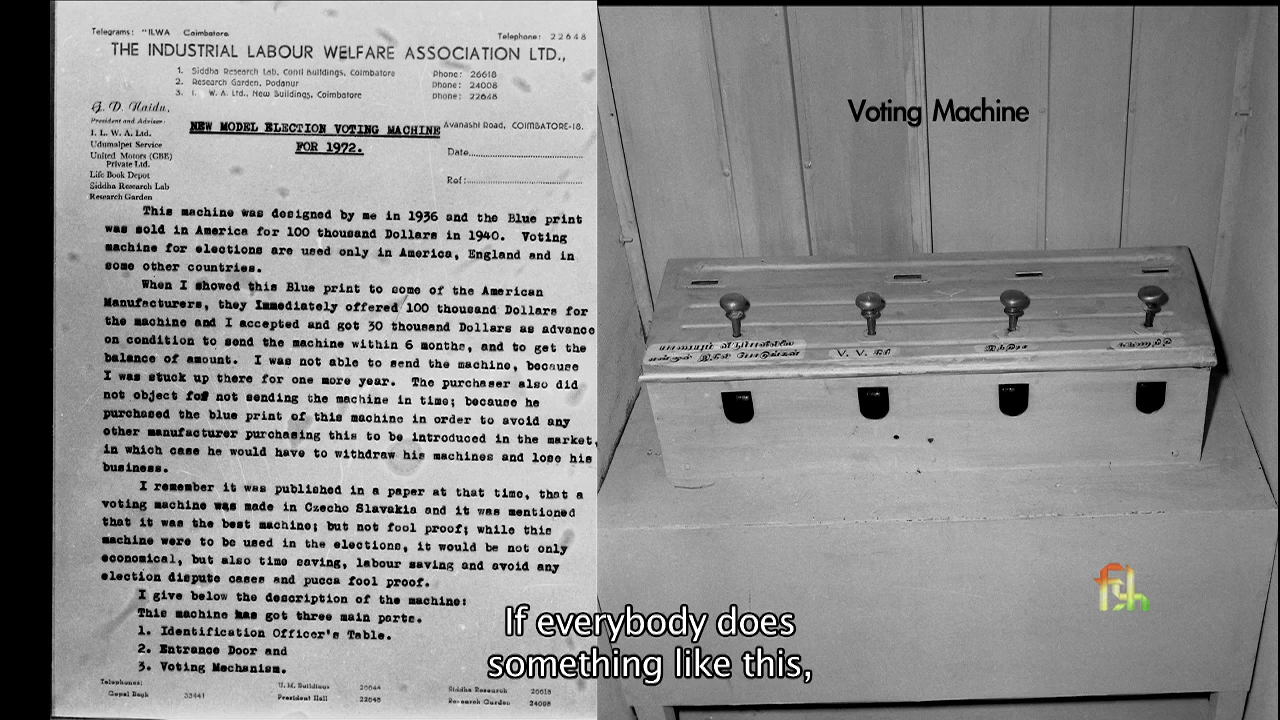 Telegrams: "ILWA Coimbatore
Telephone: 22648
THE INDUSTRIAL LABOUR WELFARE ASSOCIATION LTD.,
1. Siddha Research Lab, Conti Buildings, Coimbatore Phone: 26618
2. Research Garden, Podanur Phone: 24008
3. I. W. A. Ltd., New Buildings, Coimbatore Phone: 22648
G. D. Naidu,
President and Adviser:
I. L. W. A. Ltd.
Udumalpet Service
United Motors (CBE)
Private Ltd.
Life Book Depot
Siddha Research Lab
Research Garden
NEW MODEL ELECTION VOTING MACHINE
FOR 1972.
Avanashi Road, COIMBATORE-18.
Date
Ref:
This machine was designed by me in 1936 and the Blue print
was sold in America for 100 thousand Dollars in 1940. Voting
machine for elections are used only in America, England and in
some other countries.
When I showed this Blue print to some of the American
Manufacturers, they Immediately offered 100 thousand Dollars for
the machine and I accepted and got 30 thousand Dollars as advance
on condition to send the machine within 6 months, and to get the
balance of amount. I was not able to send the machine, because
I was stuck up there for one more year. The purchaser also did
not object for not sending the machine in time; because he
purchased the blue print of this machine in order to avoid any
other manufacturer purchasing this to be introduced in the market,
in which case he would have to withdraw his machines and lose his
business.
I remember it was published in a paper at that time, that a
voting machine was made in Czecho Slavakia and it was mentioned
that it was the best machine; but not fool proof; while this
machine were to be used in the elections, it would be not only
economical, but also time saving, labour saving and avoid any
election dispute cases and pucca fool proof.
I give below the description of the machine:
This machine has got three main parts.
1. Identification Officer's Table.
2. Entrance Door and
3. Voting Mechanism.
Telephones:
Gopal Bagh 33441
U. M. Buildings 26044
President Hall 22648
Siddha Research 26618
Research Garden 24008
Voting Machine
V. V. கிரி
இந்திரா
fyh
If everybody does
something like this,